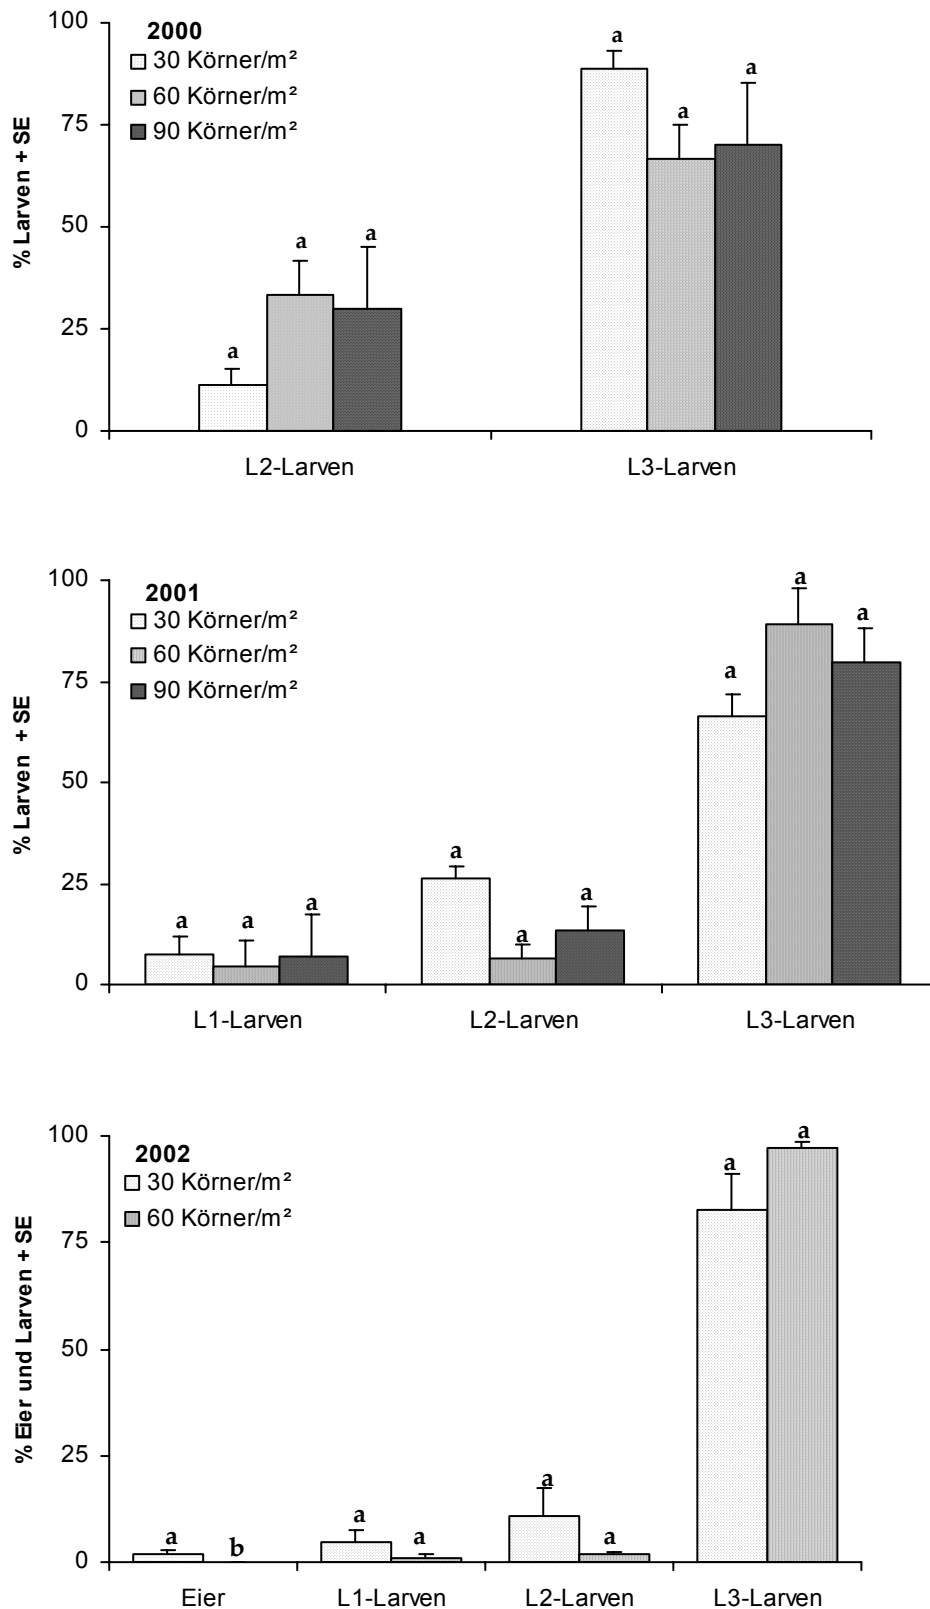 % Larven + SE
100
75
50
25
0
2000
30 Körner/m²
60 Körner/m²
90 Körner/m²
a
a
a
a
a
a
L2-Larven
L3-Larven
% Larven + SE
100
75
50
25
0
2001
30 Körner/m²
60 Körner/m²
90 Körner/m²
a
a
a
a
a
a
a
a
a
L1-Larven
L2-Larven
L3-Larven
% Eier und Larven + SE
100
75
50
25
0
2002
30 Körner/m²
60 Körner/m²
a
b
a
a
a
a
a
a
Eier
L1-Larven
L2-Larven
L3-Larven